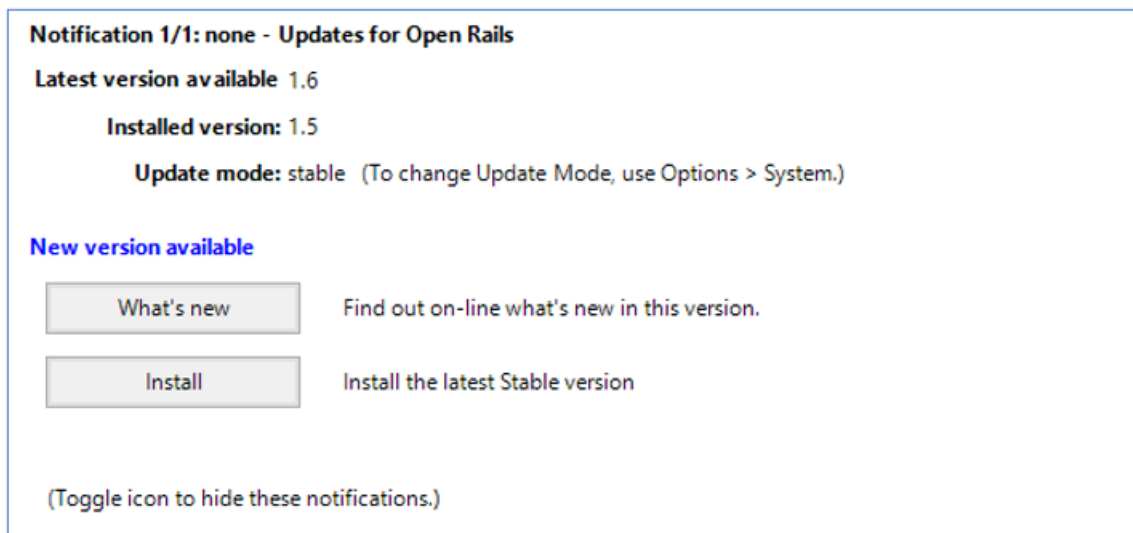 Notification 1/1: none - Updates for Open Rails
Latest version available 1.6
Installed version: 1.5
Update mode: stable (To change Update Mode, use Options > System.)
New version available
What's new Find out on-line what's new in this version.
Install Install the latest Stable version
(Toggle icon to hide these notifications.)